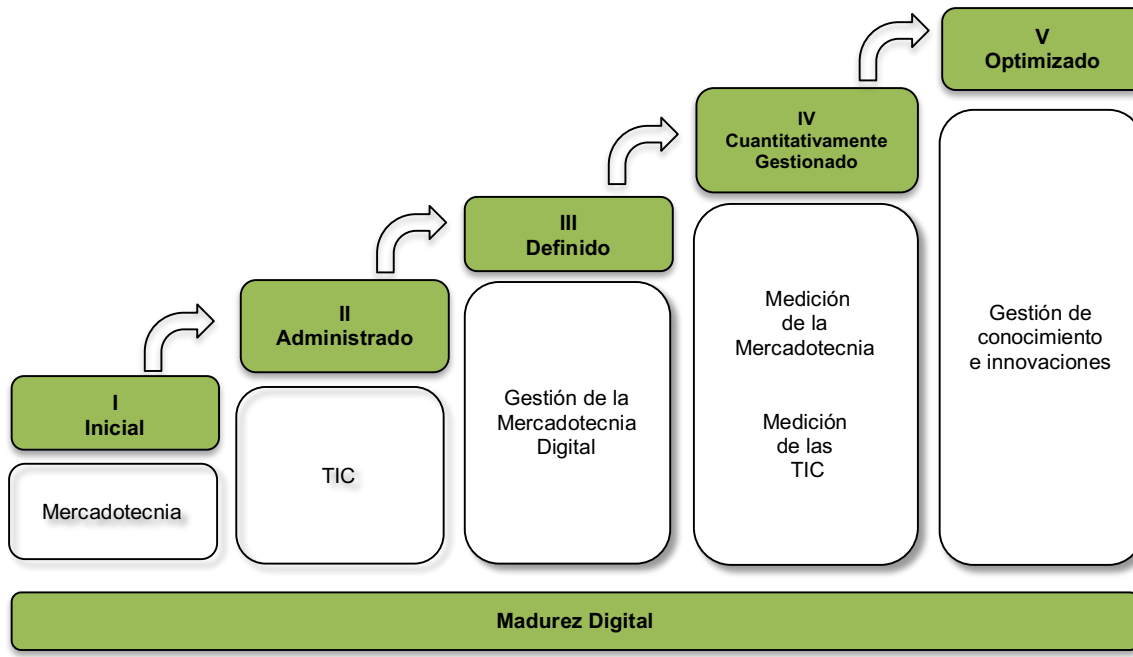 I
Inicial
Mercadotecnia
II
Administrado
TIC
III
Definido
Gestión de la
Mercadotecnia
Digital
IV
Cuantitativamente
Gestionado
Medición
de la
Mercadotecnia
Medición
de las
TIC
V
Optimizado
Gestión de
conocimiento
e innovaciones
Madurez Digital